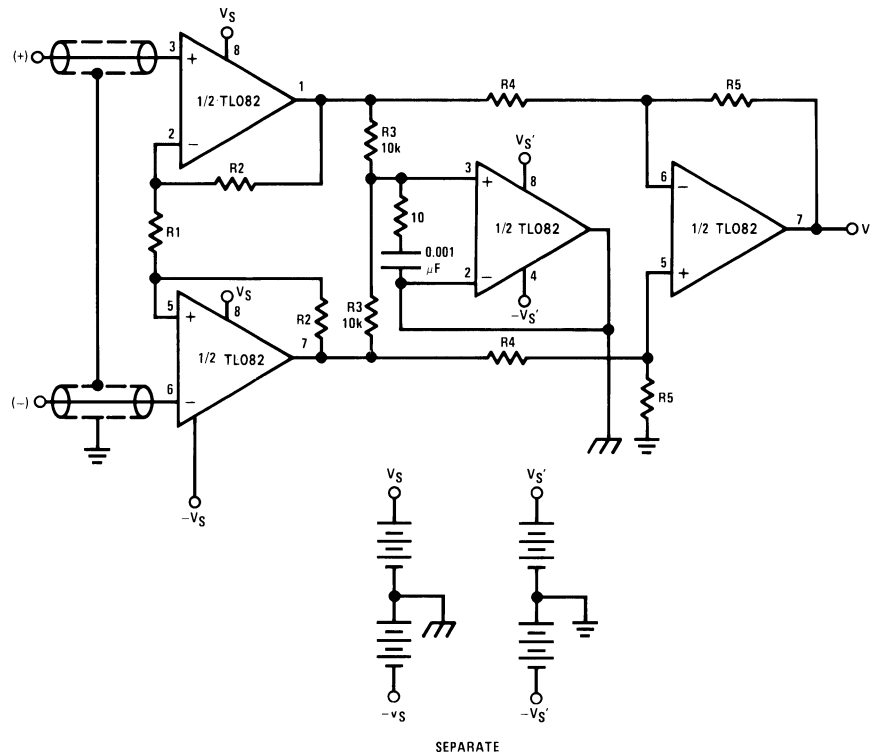 VS
(+)
3
+
8
1/2 TL082
1
2
−
R2
R1
R4
R5
R3
10k
VS'
3
+
8
10
1/2 TL082
0.001
μF
2
−
4
−VS'
6
−
1/2 TL082
7
V
5
+
VS
5
+
8
R2
R3
10k
1/2 TL082
7
R4
6
−
(−)
R5
−VS
VS
VS'
−VS
−VS'
SEPARATE